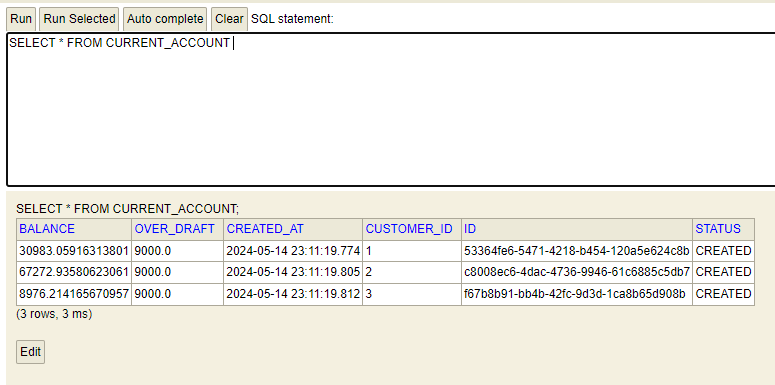 Run Run Selected Auto complete Clear SQL statement:
SELECT * FROM CURRENT_ACCOUNT
SELECT * FROM CURRENT_ACCOUNT;
BALANCE OVER_DRAFT CREATED_AT CUSTOMER_ID ID STATUS
30983.05916313801 9000.0 2024-05-14 23:11:19.774 1 53364fe6-5471-4218-b454-120a5e624c8b CREATED
67272.93580623061 9000.0 2024-05-14 23:11:19.805 2 c8008ec6-4dac-4736-9946-61c6885c5db7 CREATED
8976.214165670957 9000.0 2024-05-14 23:11:19.812 3 f67b8b91-bb4b-42fc-9d3d-1ca8b65d908b CREATED
(3 rows, 3 ms)
Edit